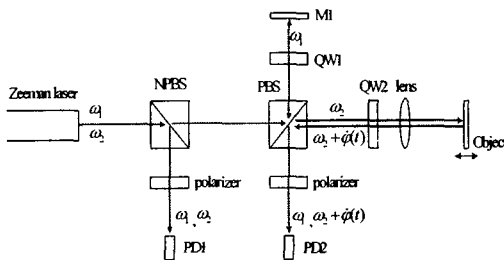 M1
ω₁
QW1
NPBS
PBS
QW2 lens
Zeeman laser
ω₁
ω₂
ω₂
ω₂+φ̇(t)
Objec
polarizer
polarizer
ω₁, ω₂
ω₁, ω₂+φ̇(t)
PD1
PD2